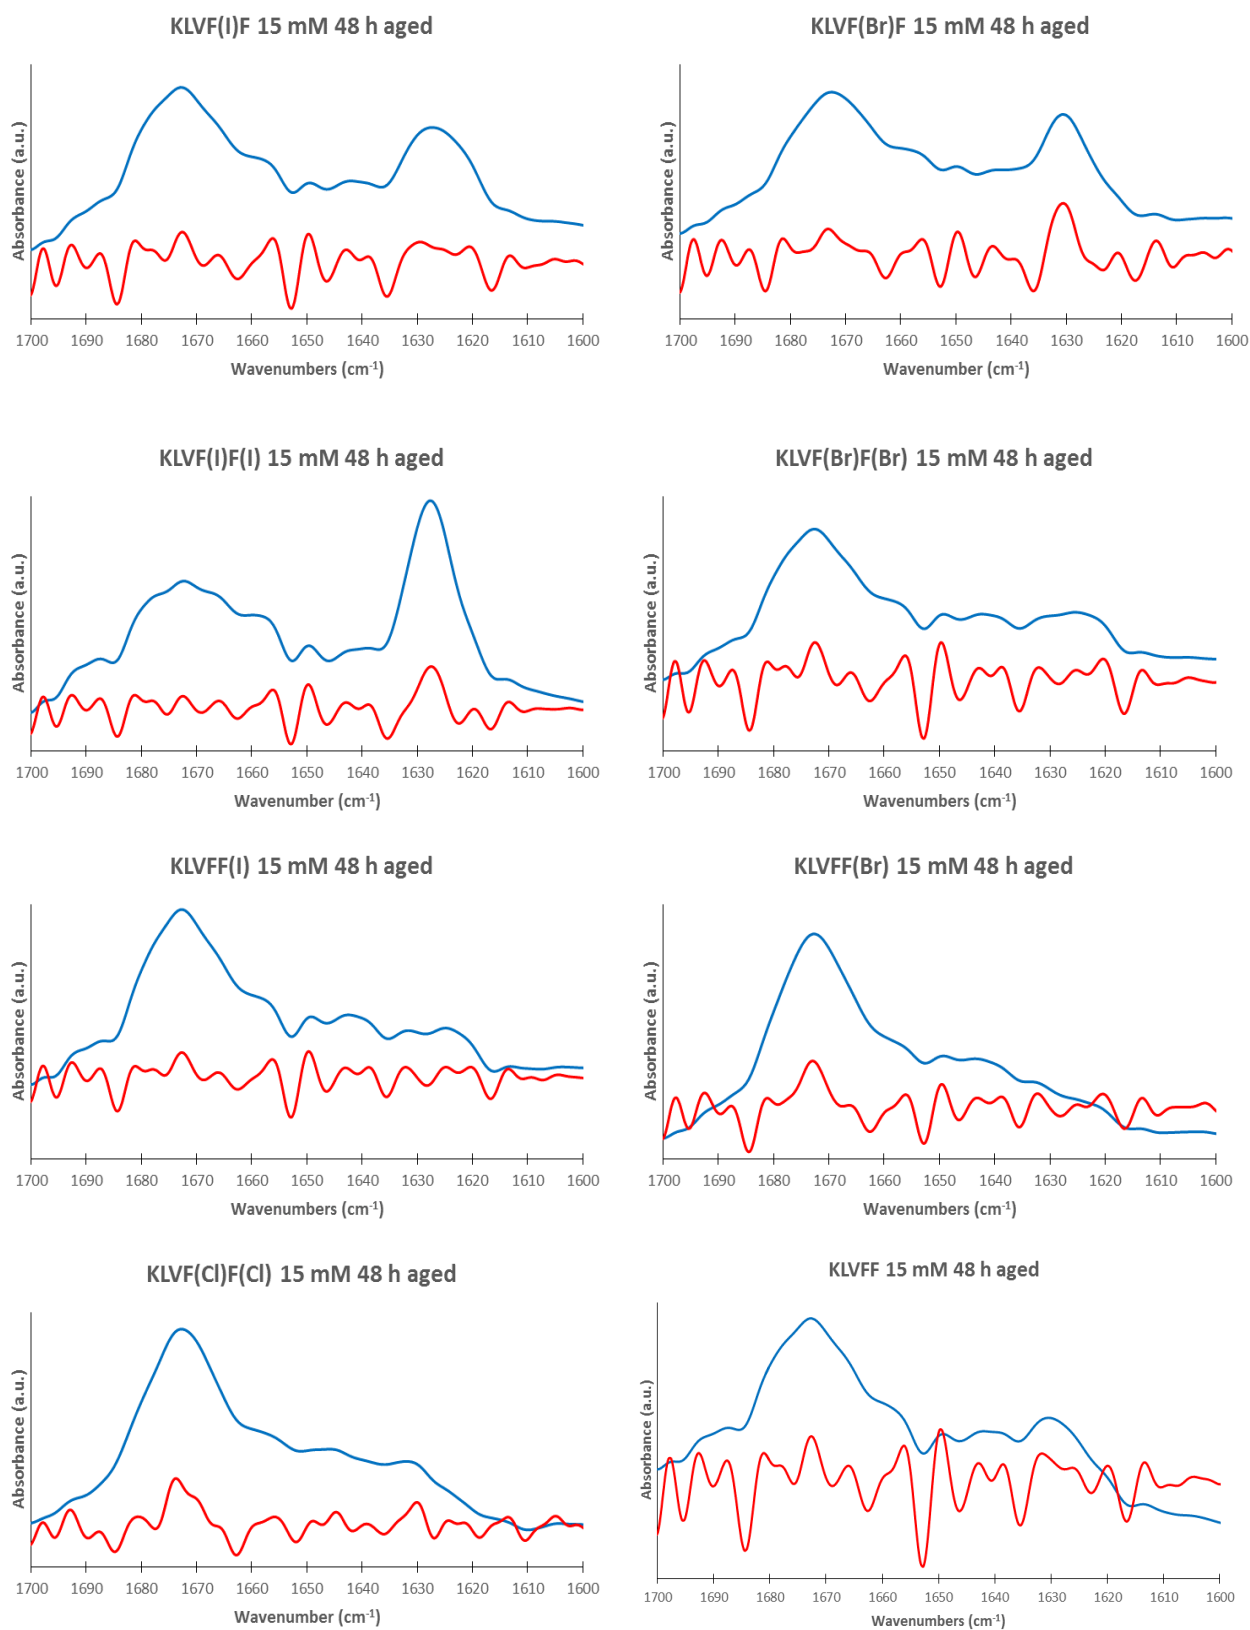 KLVF(I)F 15 mM 48 h aged
Absorbance (a.u.)
1700 1690 1680 1670 1660 1650 1640 1630 1620 1610 1600
Wavenumbers (cm-1)
KLVF(Br)F 15 mM 48 h aged
Absorbance (a.u.)
1700 1690 1680 1670 1660 1650 1640 1630 1620 1610 1600
Wavenumber (cm-1)
KLVF(I)F(I) 15 mM 48 h aged
Absorbance (a.u.)
1700 1690 1680 1670 1660 1650 1640 1630 1620 1610 1600
Wavenumber (cm-1)
KLVF(Br)F(Br) 15 mM 48 h aged
Absorbance (a.u.)
1700 1690 1680 1670 1660 1650 1640 1630 1620 1610 1600
Wavenumbers (cm-1)
KLVFF(I) 15 mM 48 h aged
Absorbance (a.u.)
1700 1690 1680 1670 1660 1650 1640 1630 1620 1610 1600
Wavenumbers (cm-1)
KLVFF(Br) 15 mM 48 h aged
Absorbance (a.u.)
1700 1690 1680 1670 1660 1650 1640 1630 1620 1610 1600
Wavenumbers (cm-1)
KLVF(Cl)F(Cl) 15 mM 48 h aged
Absorbance (a.u.)
1700 1690 1680 1670 1660 1650 1640 1630 1620 1610 1600
Wavenumber (cm-1)
KLVFF 15 mM 48 h aged
Absorbance (a.u.)
1700 1690 1680 1670 1660 1650 1640 1630 1620 1610 1600
Wavenumbers (cm-1)